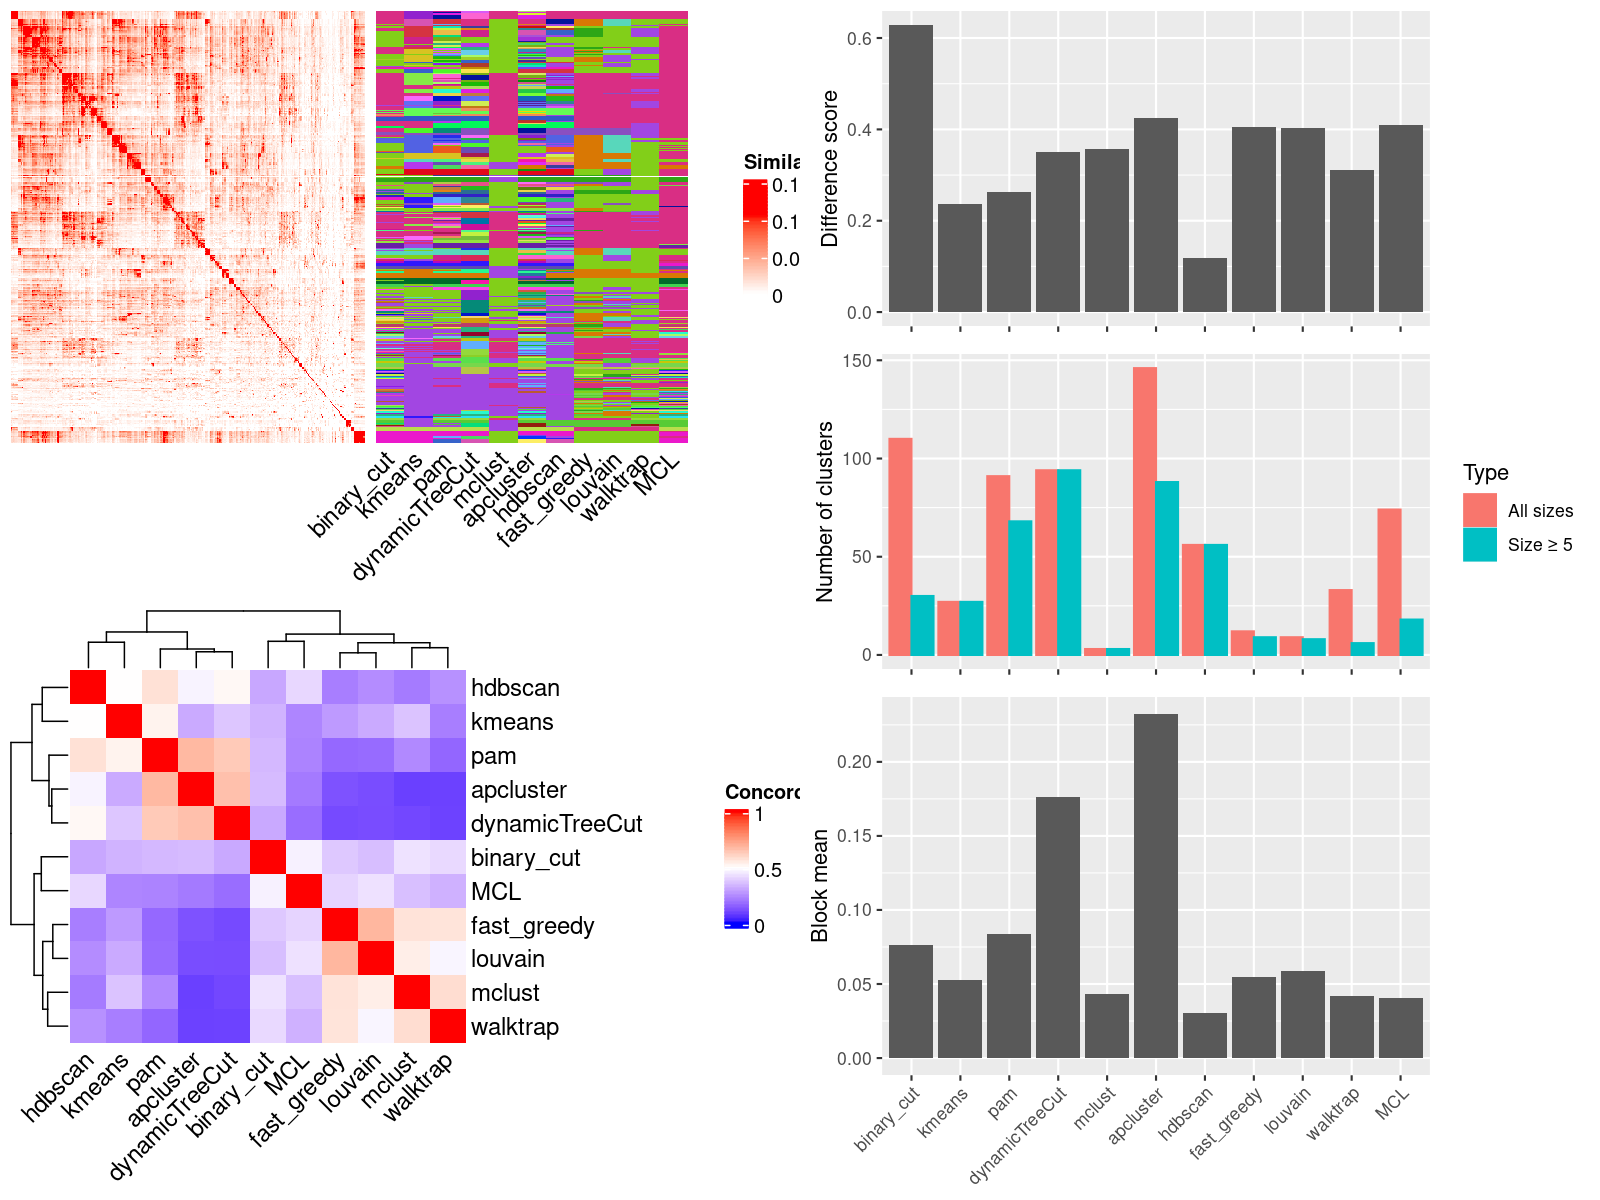 Simila
0.1
0.1
0.0
0
binary_cut
kmeans
pam
dynamicTreeCut
mclust
apcluster
hdbscan
fast_greedy
louvain
walktrap
MCL
hdbscan
kmeans
pam
apcluster
dynamicTreeCut
binary_cut
MCL
fast_greedy
louvain
mclust
walktrap
hdbscan
kmeans
pam
apcluster
dynamicTreeCut
binary_cut
MCL
fast_greedy
louvain
mclust
walktrap
Concord
1
0.5
0
Difference score
0.6
0.4
0.2
0.0
Number of clusters
150
100
50
0
Type
All sizes
Size ≥ 5
Block mean
0.20
0.15
0.10
0.05
0.00
binary_cut
kmeans
pam
dynamicTreeCut
mclust
apcluster
hdbscan
fast_greedy
louvain
walktrap
MCL